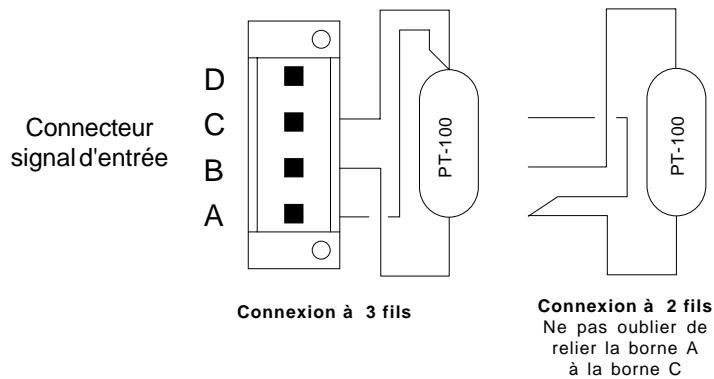 Connecteur
signal d'entrée
D
C
B
A
PT-100
PT-100
Connexion à 3 fils
Connexion à 2 fils
Ne pas oublier de
relier la borne A
à la borne C